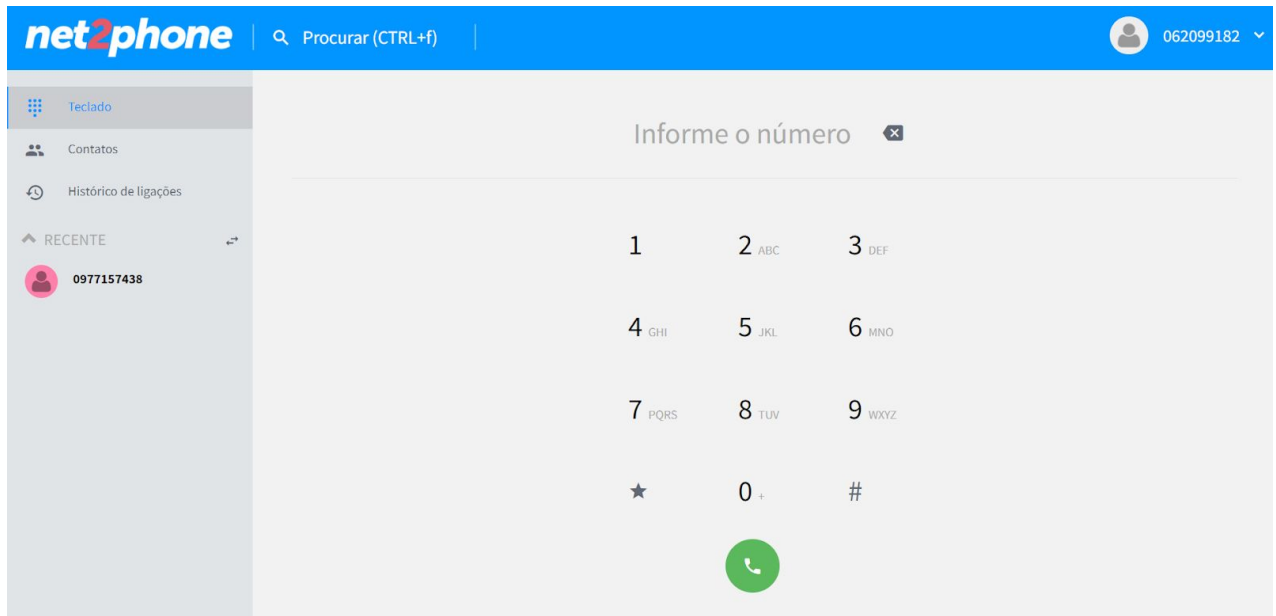 net2phone
Procurar (CTRL+f)
062099182
Teclado
Contatos
Histórico de ligações
RECENTE
0977157438
Informe o número
1 2 ABC 3 DEF
4 GHI 5 JKL 6 MNO
7 PQRS 8 TUV 9 WXYZ
★ 0 + #